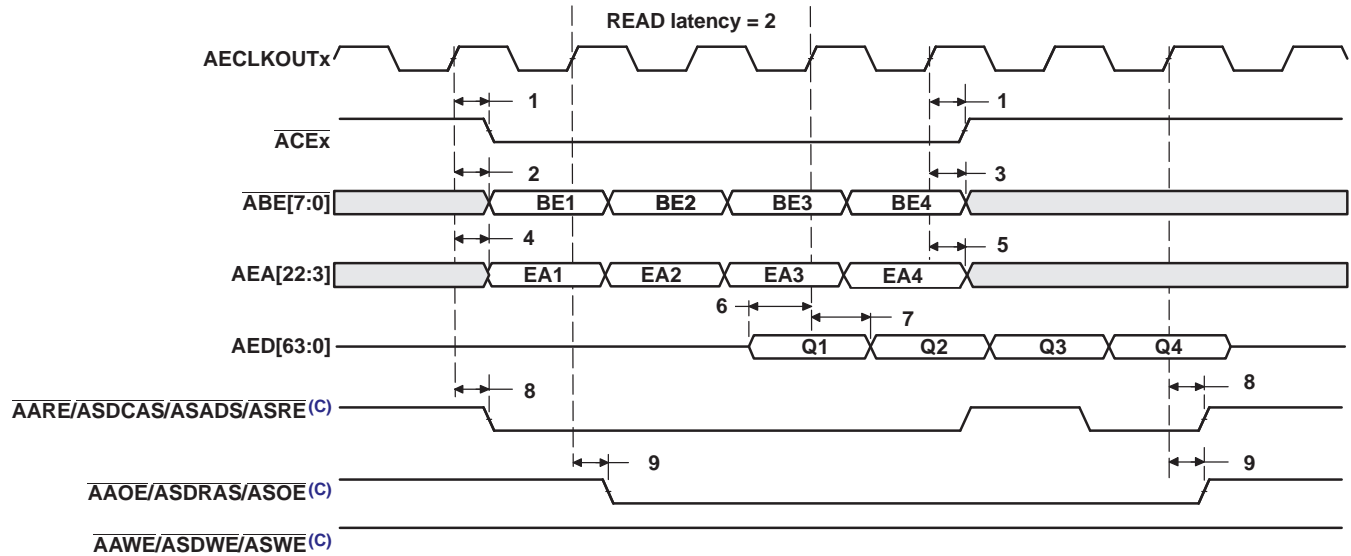 READ latency = 2
AECLKOUTx
1 1
ACEx
2 3
ABE[7:0] BE1 BE2 BE3 BE4
4 5
AEA[22:3] EA1 EA2 EA3 EA4
6 7
AED[63:0] Q1 Q2 Q3 Q4
8 8
AARE/ASDCAS/ASADS/ASRE(C)
9 9
AAOE/ASDRAS/ASOE(C)
AAWE/ASDWE/ASWE(C)